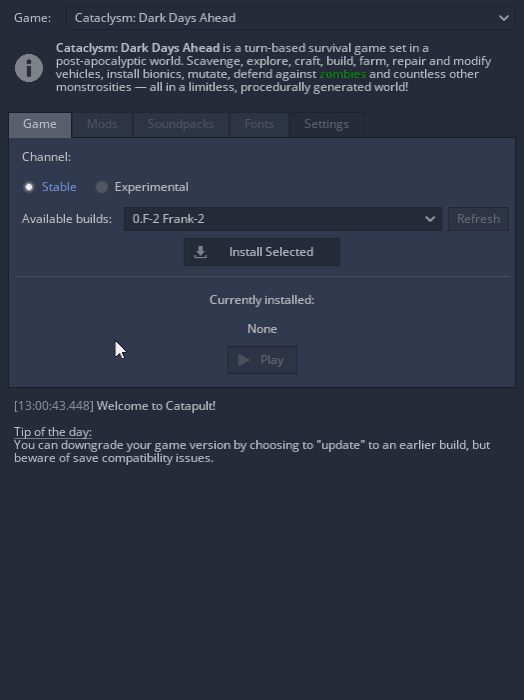 Game: Cataclysm: Dark Days Ahead
Cataclysm: Dark Days Ahead is a turn-based survival game set in a
post-apocalyptic world. Scavenge, explore, craft, build, farm, repair and modify
vehicles, install bionics, mutate, defend against zombies and countless other
monstrosities — all in a limitless, procedurally generated world!
Game Mods Soundpacks Fonts Settings
Channel:
Stable Experimental
Available builds: 0.F-2 Frank-2 Refresh
Install Selected
Currently installed:
None
Play
[13:00:43.448] Welcome to Catapult!
Tip of the day:
You can downgrade your game version by choosing to "update" to an earlier build, but
beware of save compatibility issues.